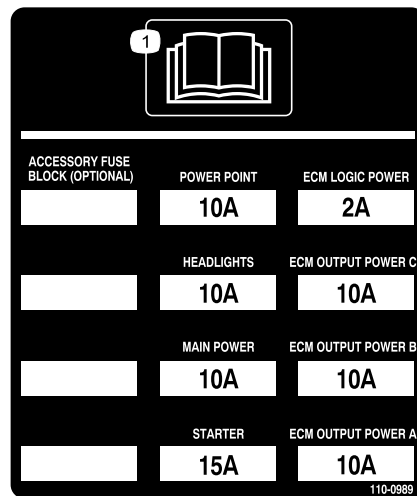 1
ACCESSORY FUSE
BLOCK (OPTIONAL)
POWER POINT
ECM LOGIC POWER
10A
2A
HEADLIGHTS
ECM OUTPUT POWER C
10A
10A
MAIN POWER
ECM OUTPUT POWER B
10A
10A
STARTER
ECM OUTPUT POWER A
15A
10A
110-0989